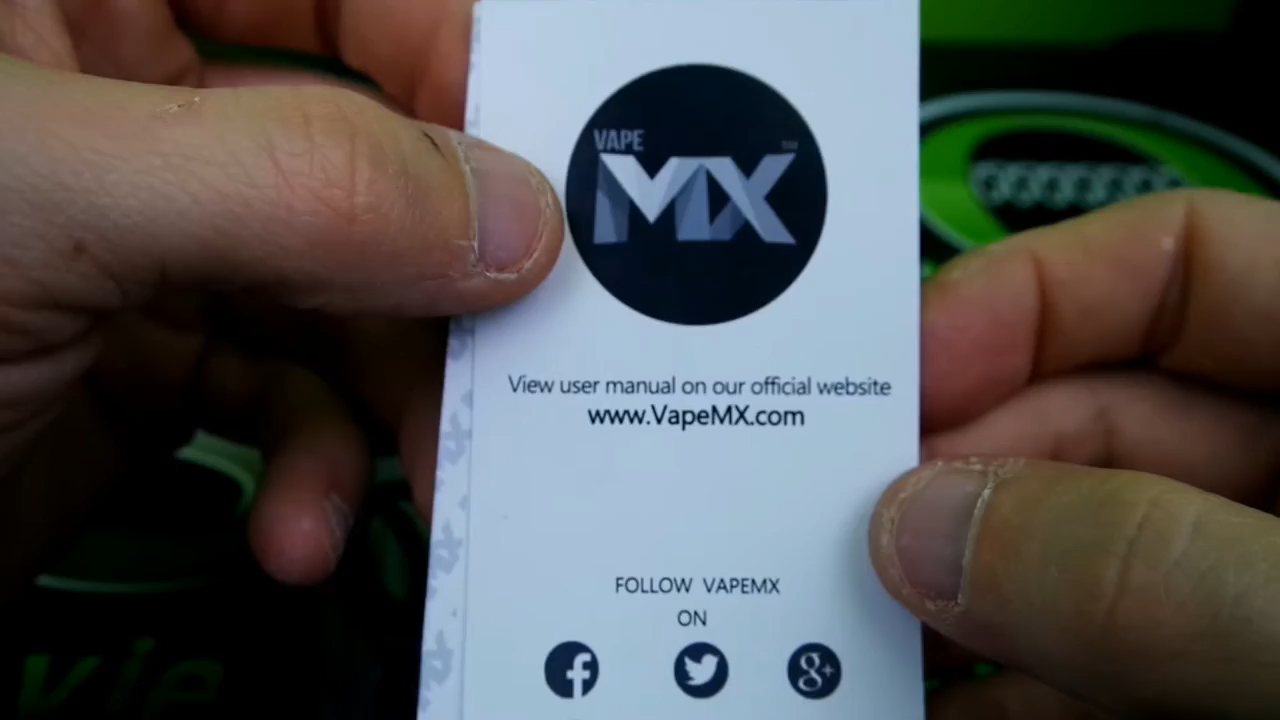 VAPE
MX
View user manual on our official website
www.VapeMX.com
FOLLOW VAPEMX
ON